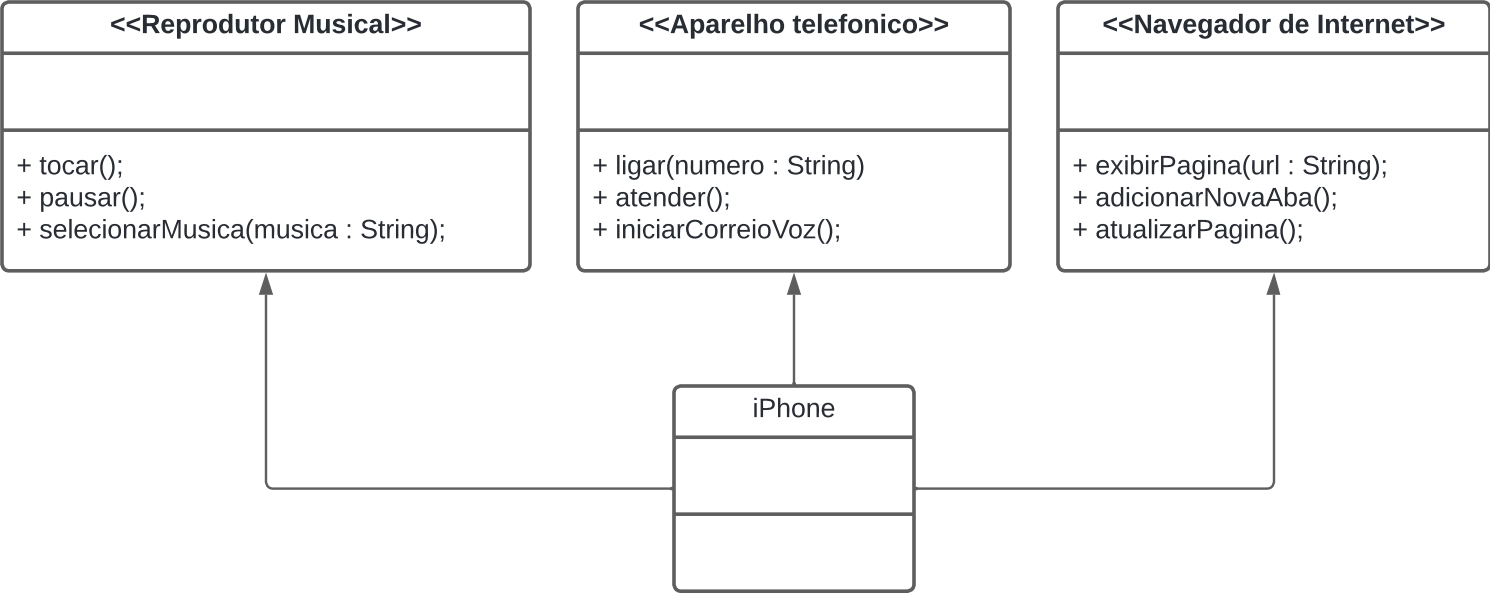 <<Reprodutor Musical>>
+ tocar();
+ pausar();
+ selecionarMusica(musica : String);
<<Aparelho telefonico>>
+ ligar(numero : String)
+ atender();
+ iniciarCorreioVoz();
<<Navegador de Internet>>
+ exibirPagina(url : String);
+ adicionarNovaAba();
+ atualizarPagina();
iPhone